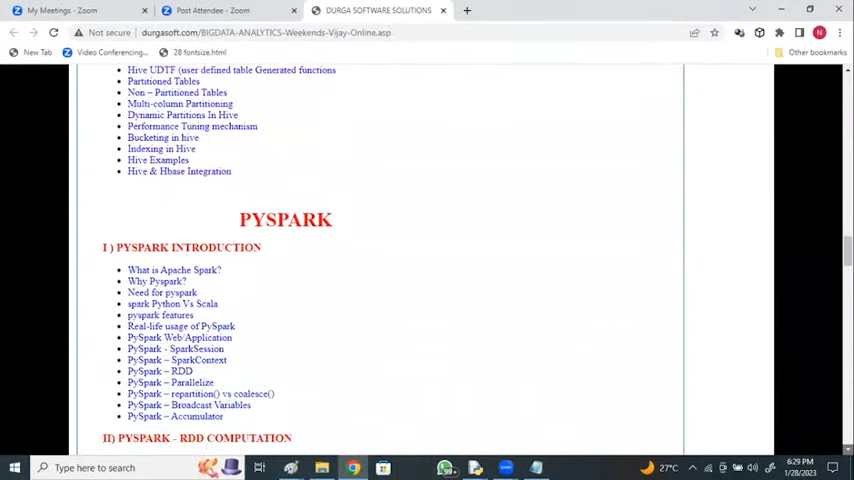 My Meetings - Zoom
Post Attendee - Zoom
DURGA SOFTWARE SOLUTIONS
Not secure
durgasoft.com/BIGDATA-ANALYTICS-Weekends-Vijay-Online.asp
N
New Tab
Video Conferencing...
28 fontsize.html
Other bookmarks
Hive UDTF (user defined table Generated functions
Partitioned Tables
Non – Partitioned Tables
Multi-column Partitioning
Dynamic Partitions In Hive
Performance Tuning mechanism
Bucketing in hive
Indexing in Hive
Hive Examples
Hive & Hbase Integration
PYSPARK
I ) PYSPARK INTRODUCTION
What is Apache Spark?
Why Pyspark?
Need for pyspark
spark Python Vs Scala
pyspark features
Real-life usage of PySpark
PySpark Web/Application
PySpark - SparkSession
PySpark – SparkContext
PySpark – RDD
PySpark – Parallelize
PySpark – repartition() vs coalesce()
PySpark – Broadcast Variables
PySpark – Accumulator
II) PYSPARK - RDD COMPUTATION
Type here to search
99+
27°C
6:29 PM
1/28/2023